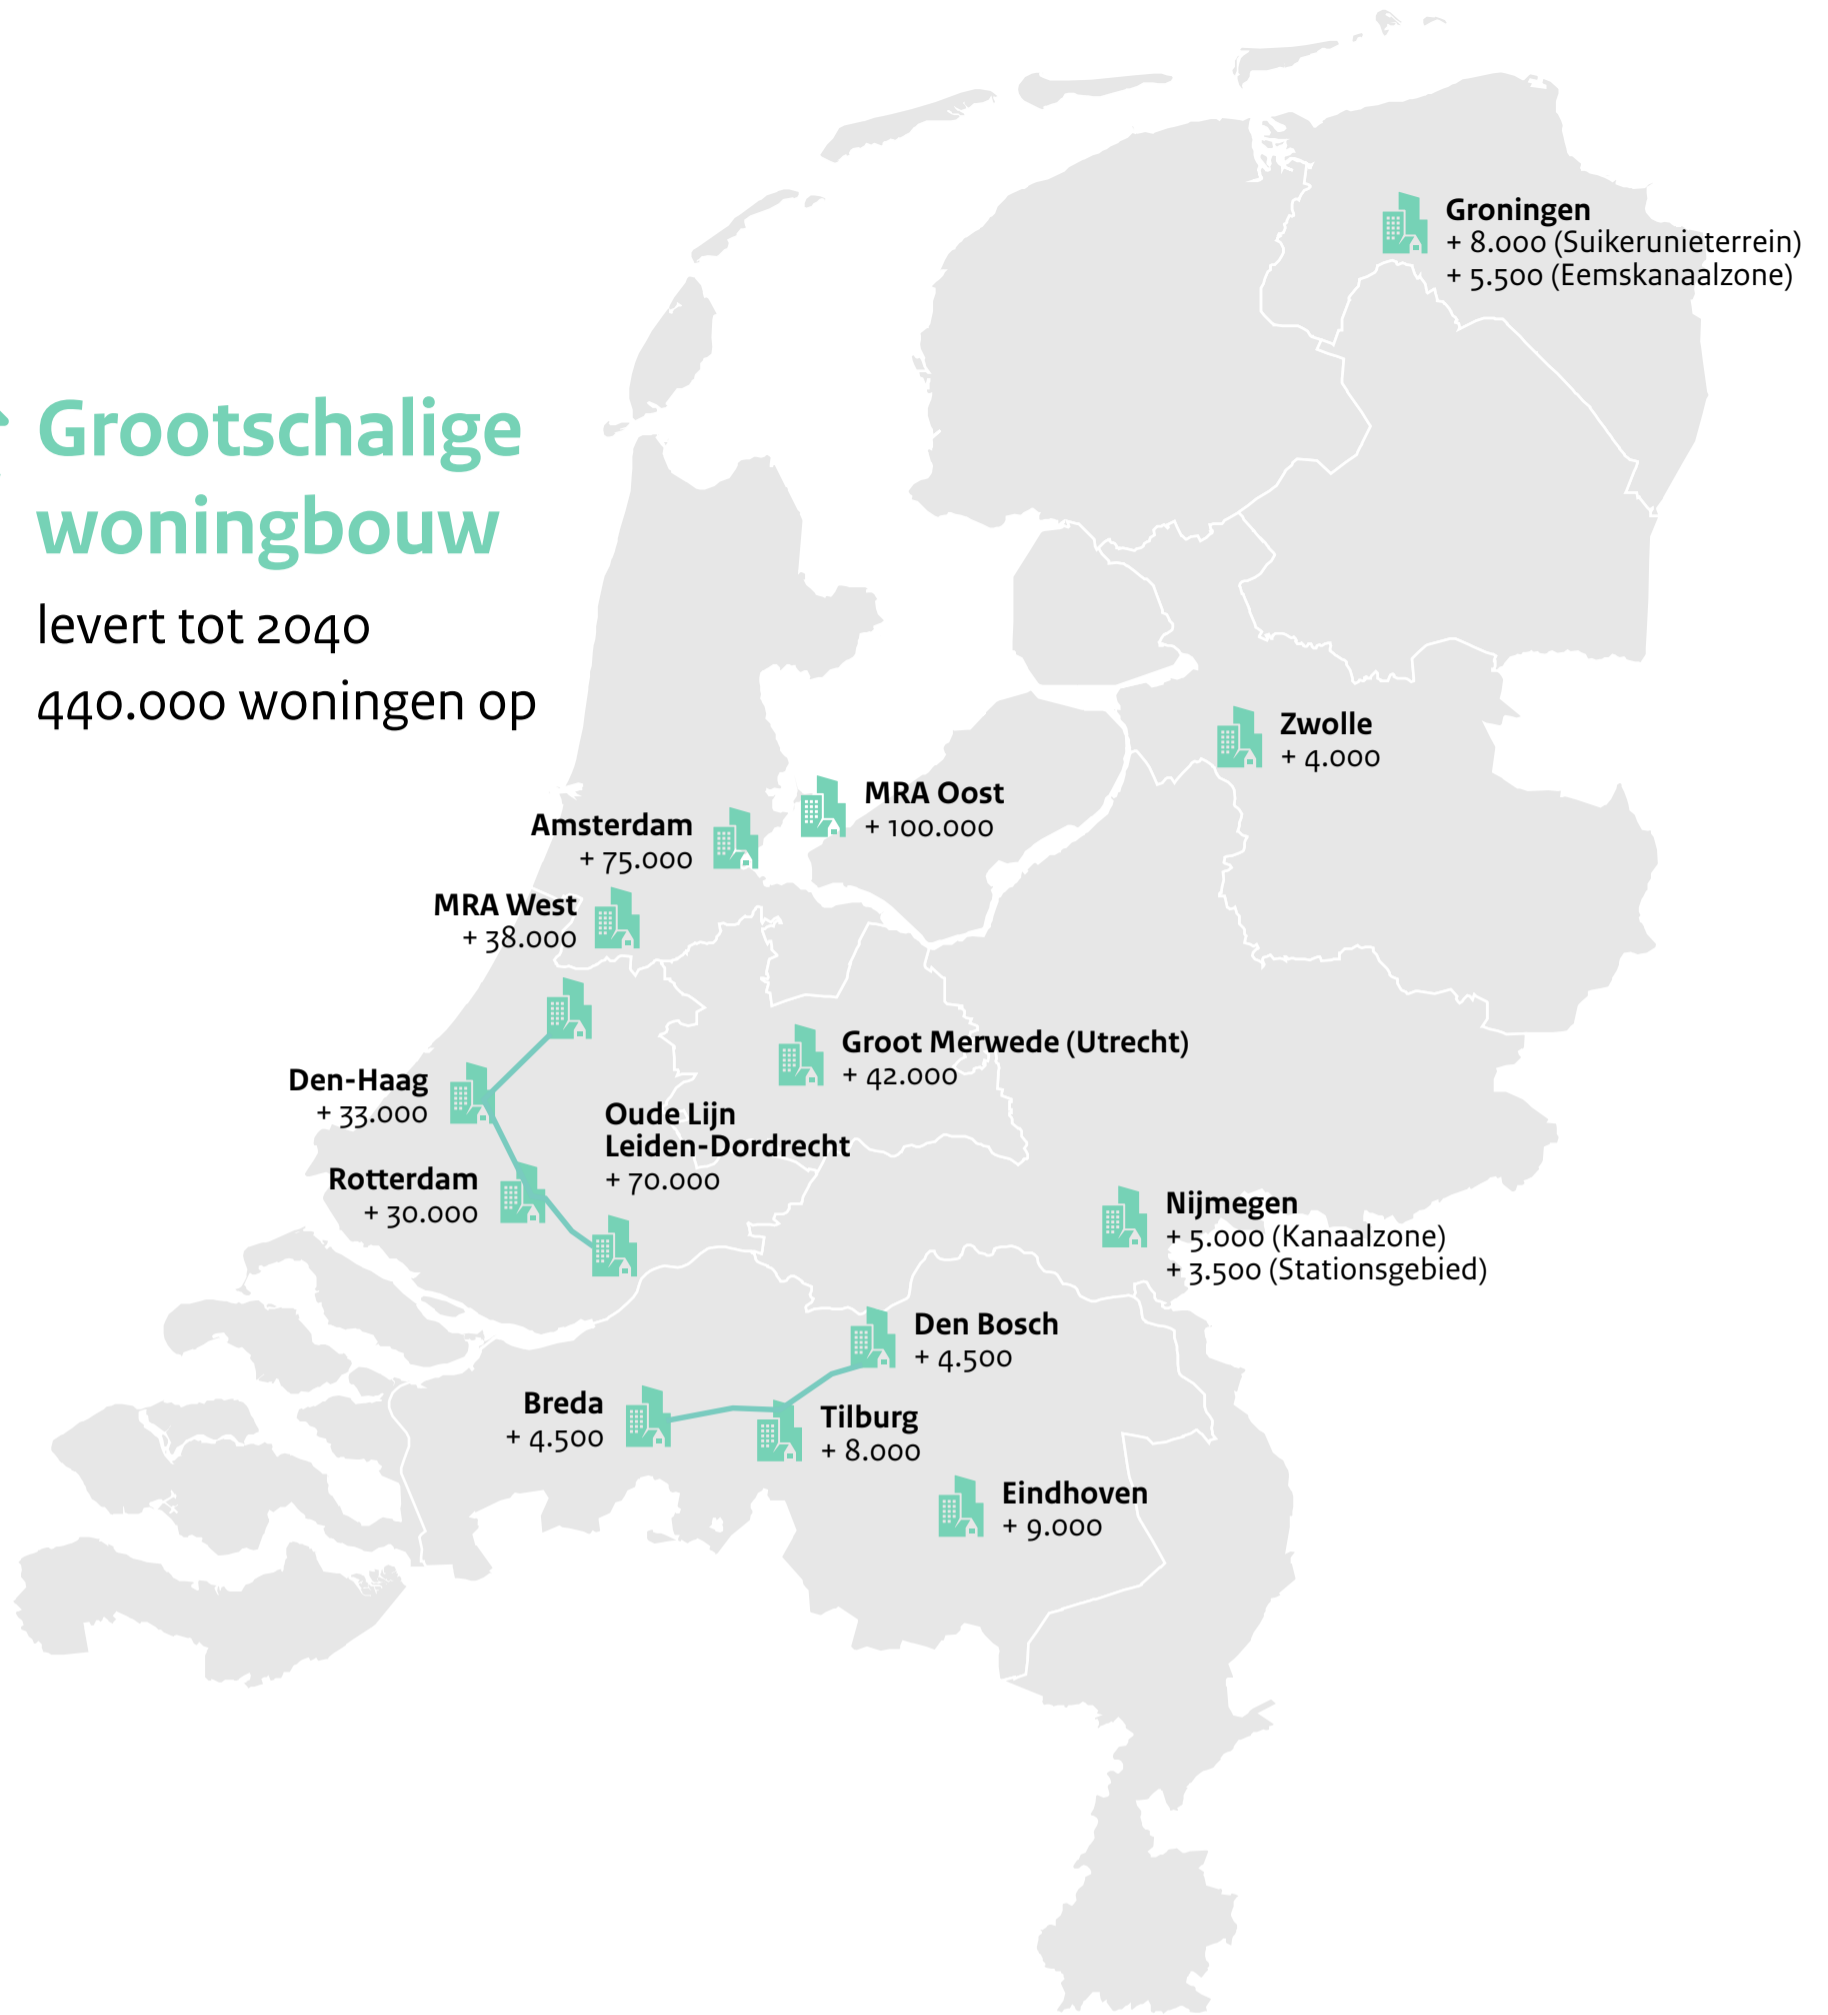 Grootschalige
woningbouw
levert tot 2040
440.000 woningen op
Groningen
+ 8.000 (Suikerunieterrein)
+ 5.500 (Eemskanaalzone)
Zwolle
+ 4.000
MRA Oost
+ 100.000
Amsterdam
+ 75.000
MRA West
+ 38.000
Groot Merwede (Utrecht)
+ 42.000
Den-Haag
+ 33.000
Oude Lijn
Leiden-Dordrecht
+ 70.000
Rotterdam
+ 30.000
Nijmegen
+ 5.000 (Kanaalzone)
+ 3.500 (Stationsgebied)
Den Bosch
+ 4.500
Breda
+ 4.500
Tilburg
+ 8.000
Eindhoven
+ 9.000